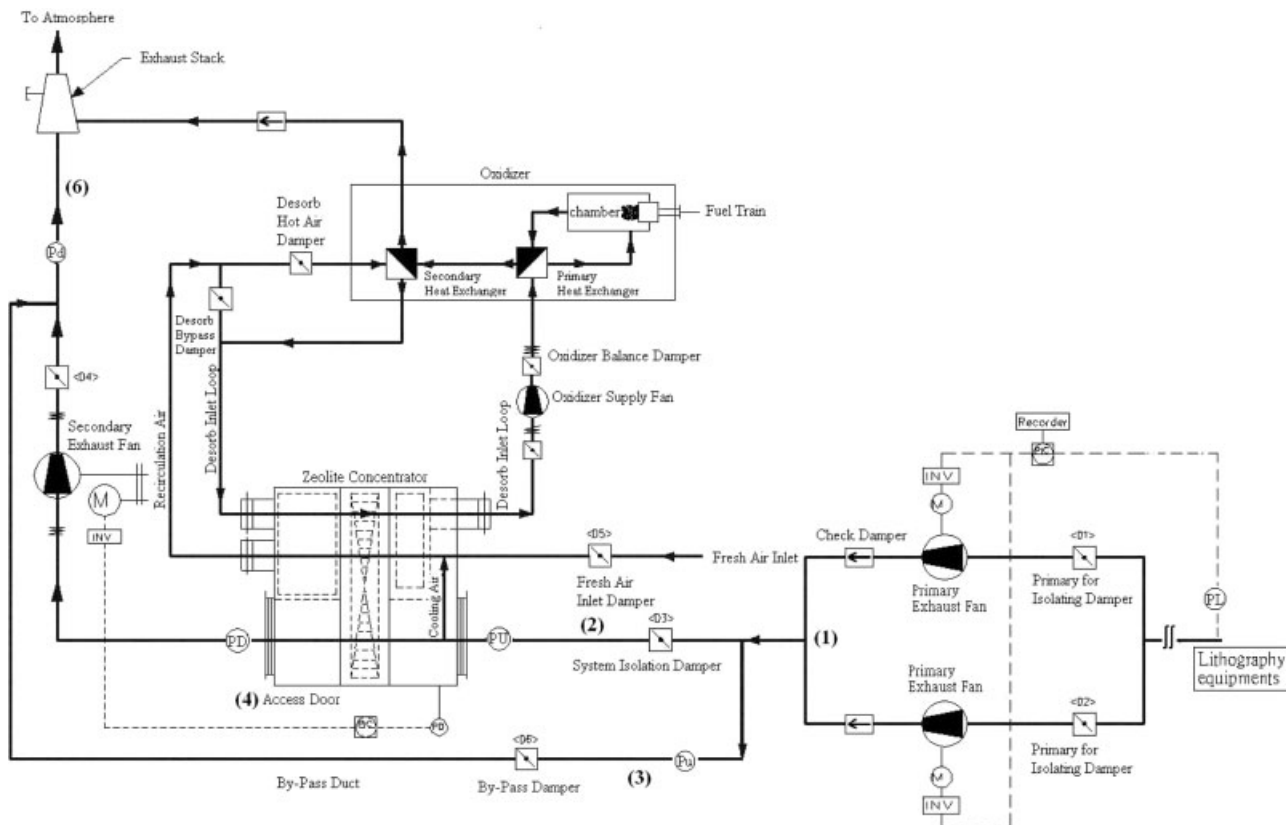 To Atmosphere
Exhaust Stack
(6)
Oxidizer
Desorb
Hot Air
Damper
chamber
Fuel Train
Pd
Secondary
Heat Exchanger
Primary
Heat Exchanger
Desorb
Bypass
Damper
<D4>
Oxidizer Balance Damper
Oxidizer Supply Fan
Secondary
Exhaust Fan
Recirculation Air
Desorb Inlet Loop
Desorb Inlet Loop
Recorder
Zeolite Concentrator
M
INV
INV
M
Check Damper
<D5>
Fresh Air Inlet
<D1>
Fresh Air
Inlet Damper
Primary
Exhaust Fan
Primary for
Isolating Damper
PL
Cooling Air
(2)
<D3>
PD
PU
(1)
System Isolation Damper
Lithography
equipments
Primary
Exhaust Fan
(4) Access Door
<D2>
PD
<D6>
Pu
Primary for
Isolating Damper
(3)
By-Pass Duct
By-Pass Damper
M
INV